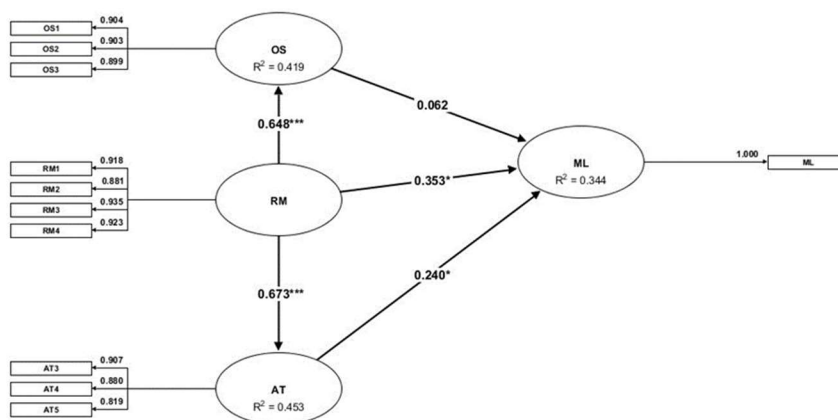 OS1 0.904
OS2 0.903
OS3 0.899
OS
R² = 0.419
0.062
0.648***
RM1 0.918
RM2 0.881
RM3 0.935
RM4 0.923
RM
0.353*
ML
R² = 0.344
1.000
ML
0.240*
0.673***
AT3 0.907
AT4 0.880
AT5 0.819
AT
R² = 0.453